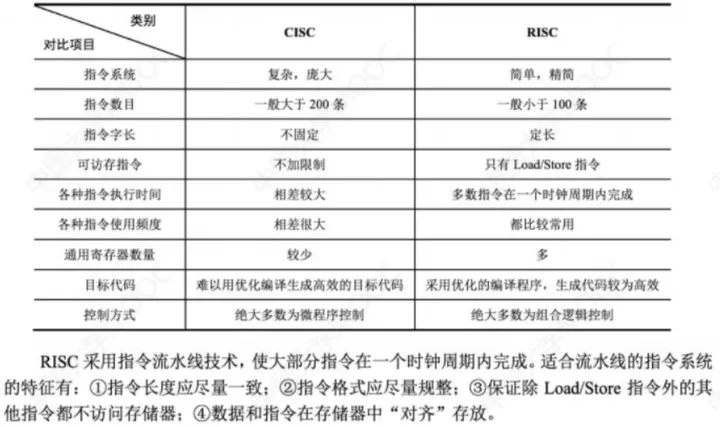 类别
对比项目 CISC RISC
指令系统 复杂，庞大 简单，精简
指令数目 一般大于 200 条 一般小于 100 条
指令字长 不固定 定长
可访存指令 不加限制 只有 Load/Store 指令
各种指令执行时间 相差较大 多数指令在一个时钟周期内完成
各种指令使用频度 相差很大 都比较常用
通用寄存器数量 较少 多
目标代码 难以用优化编译生成高效的目标代码 采用优化的编译程序，生成代码较为高效
控制方式 绝大多数为微程序控制 绝大多数为组合逻辑控制
RISC 采用指令流水线技术，使大部分指令在一个时钟周期内完成。适合流水线的指令系统
的特征有：①指令长度应尽量一致；②指令格式应尽量规整；③保证除 Load/Store 指令外的其
他指令都不访问存储器；④数据和指令在存储器中“对齐”存放。